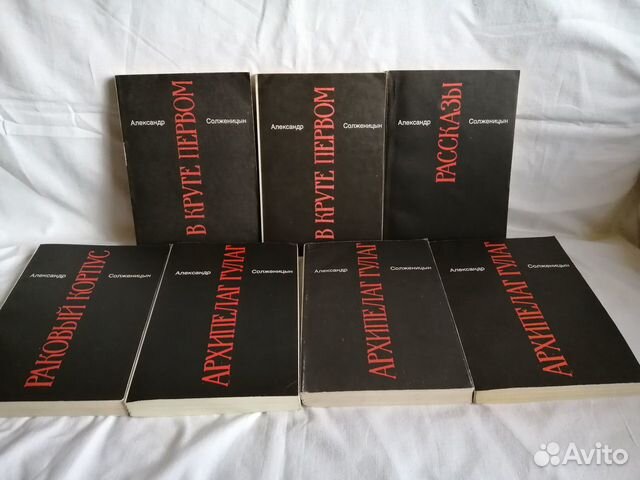 Александр Солженицын
В КРУГЕ ПЕРВОМ
Александр Солженицын
В КРУГЕ ПЕРВОМ
Александр Солженицын
РАССКАЗЫ
Александр Солженицын
РАКОВЫЙ КОРПУС
Александр Солженицын
АРХИПЕЛАГ ГУЛАГ
Александр Солженицын
АРХИПЕЛАГ ГУЛАГ
Александр Солженицын
АРХИПЕЛАГ ГУЛАГ
Avito